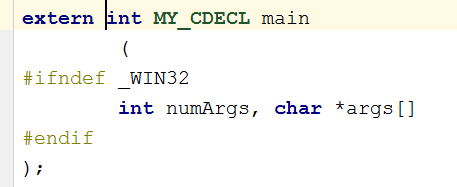 extern int MY_CDECL main
(
#ifndef _WIN32
int numArgs, char *args[]
#endif
);